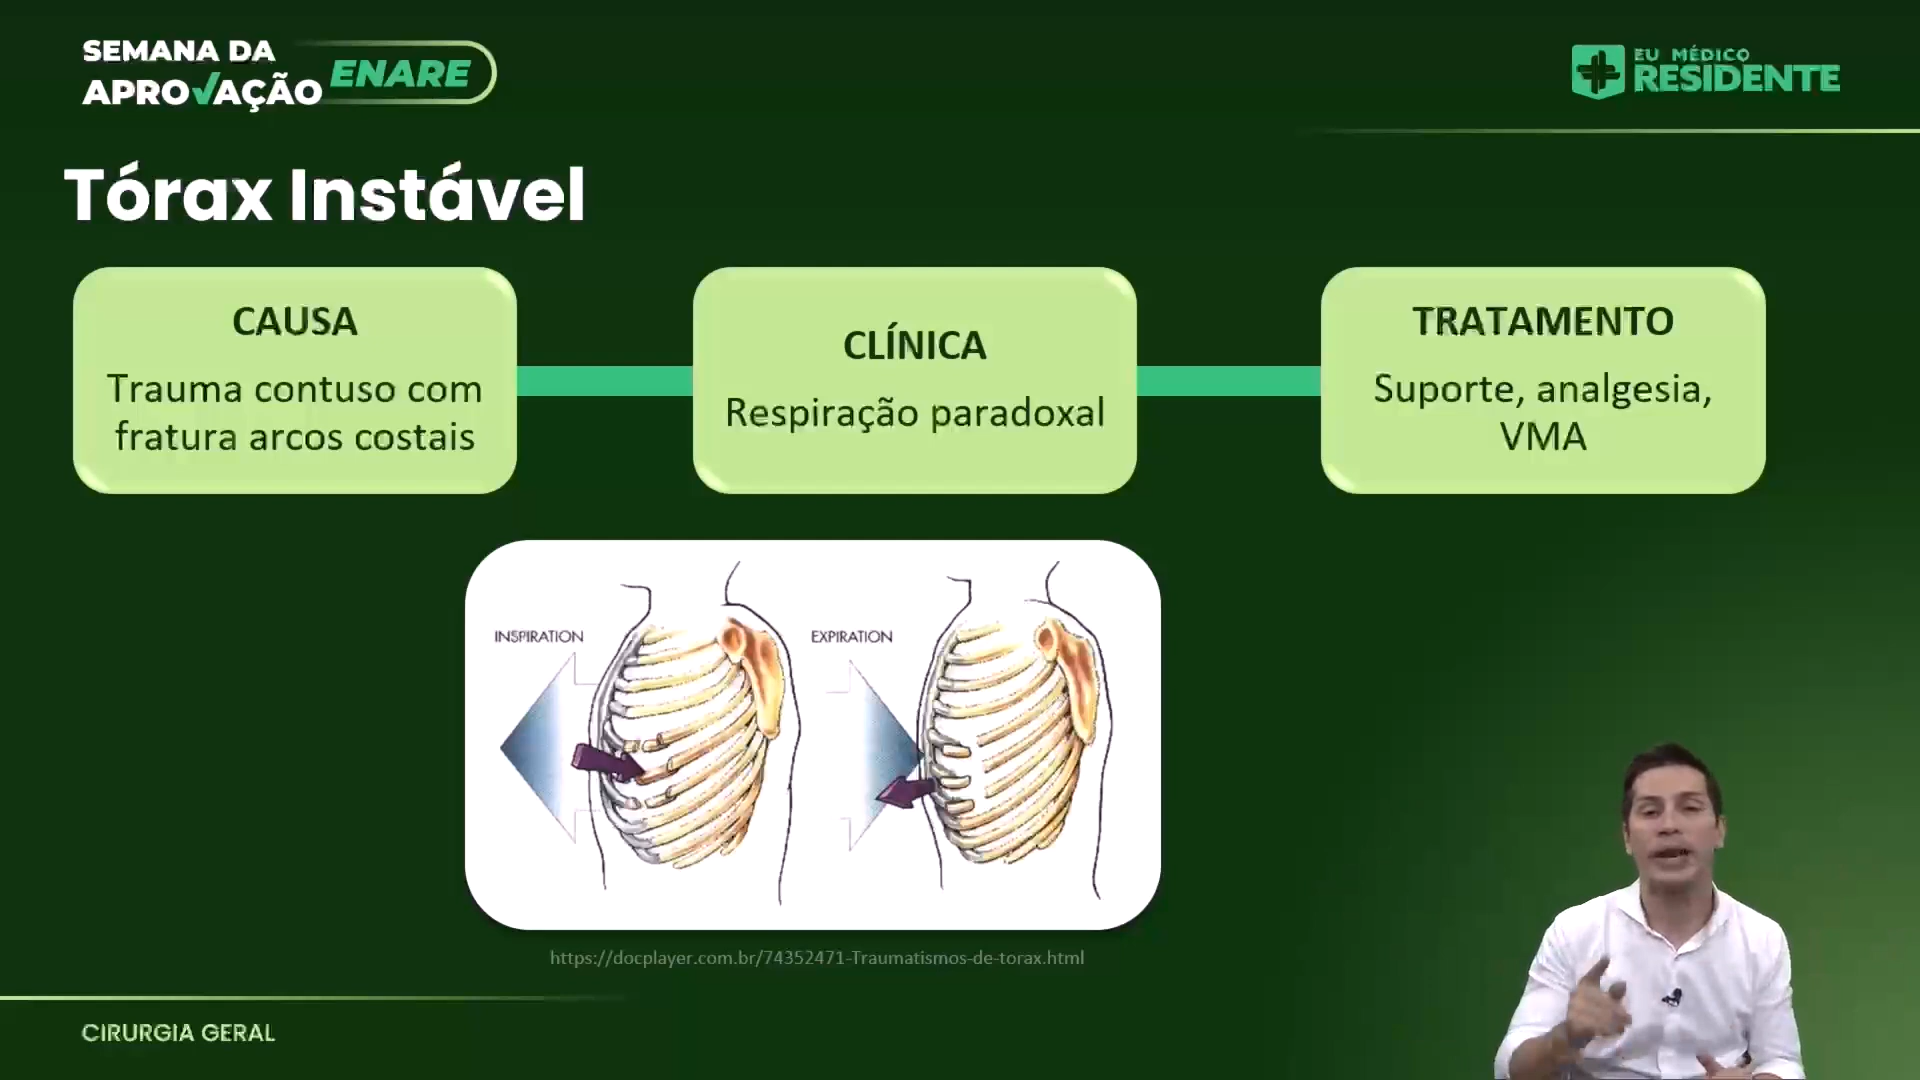 SEMANA DA
APROVAÇÃO
ENARE
EU MÉDICO
RESIDENTE
Tórax Instável
CAUSA
Trauma contuso com
fratura arcos costais
CLÍNICA
Respiração paradoxal
TRATAMENTO
Suporte, analgesia,
VMA
INSPIRATION
EXPIRATION
https://docplayer.com.br/74352471-Traumatismos-de-torax.html
CIRURGIA GERAL